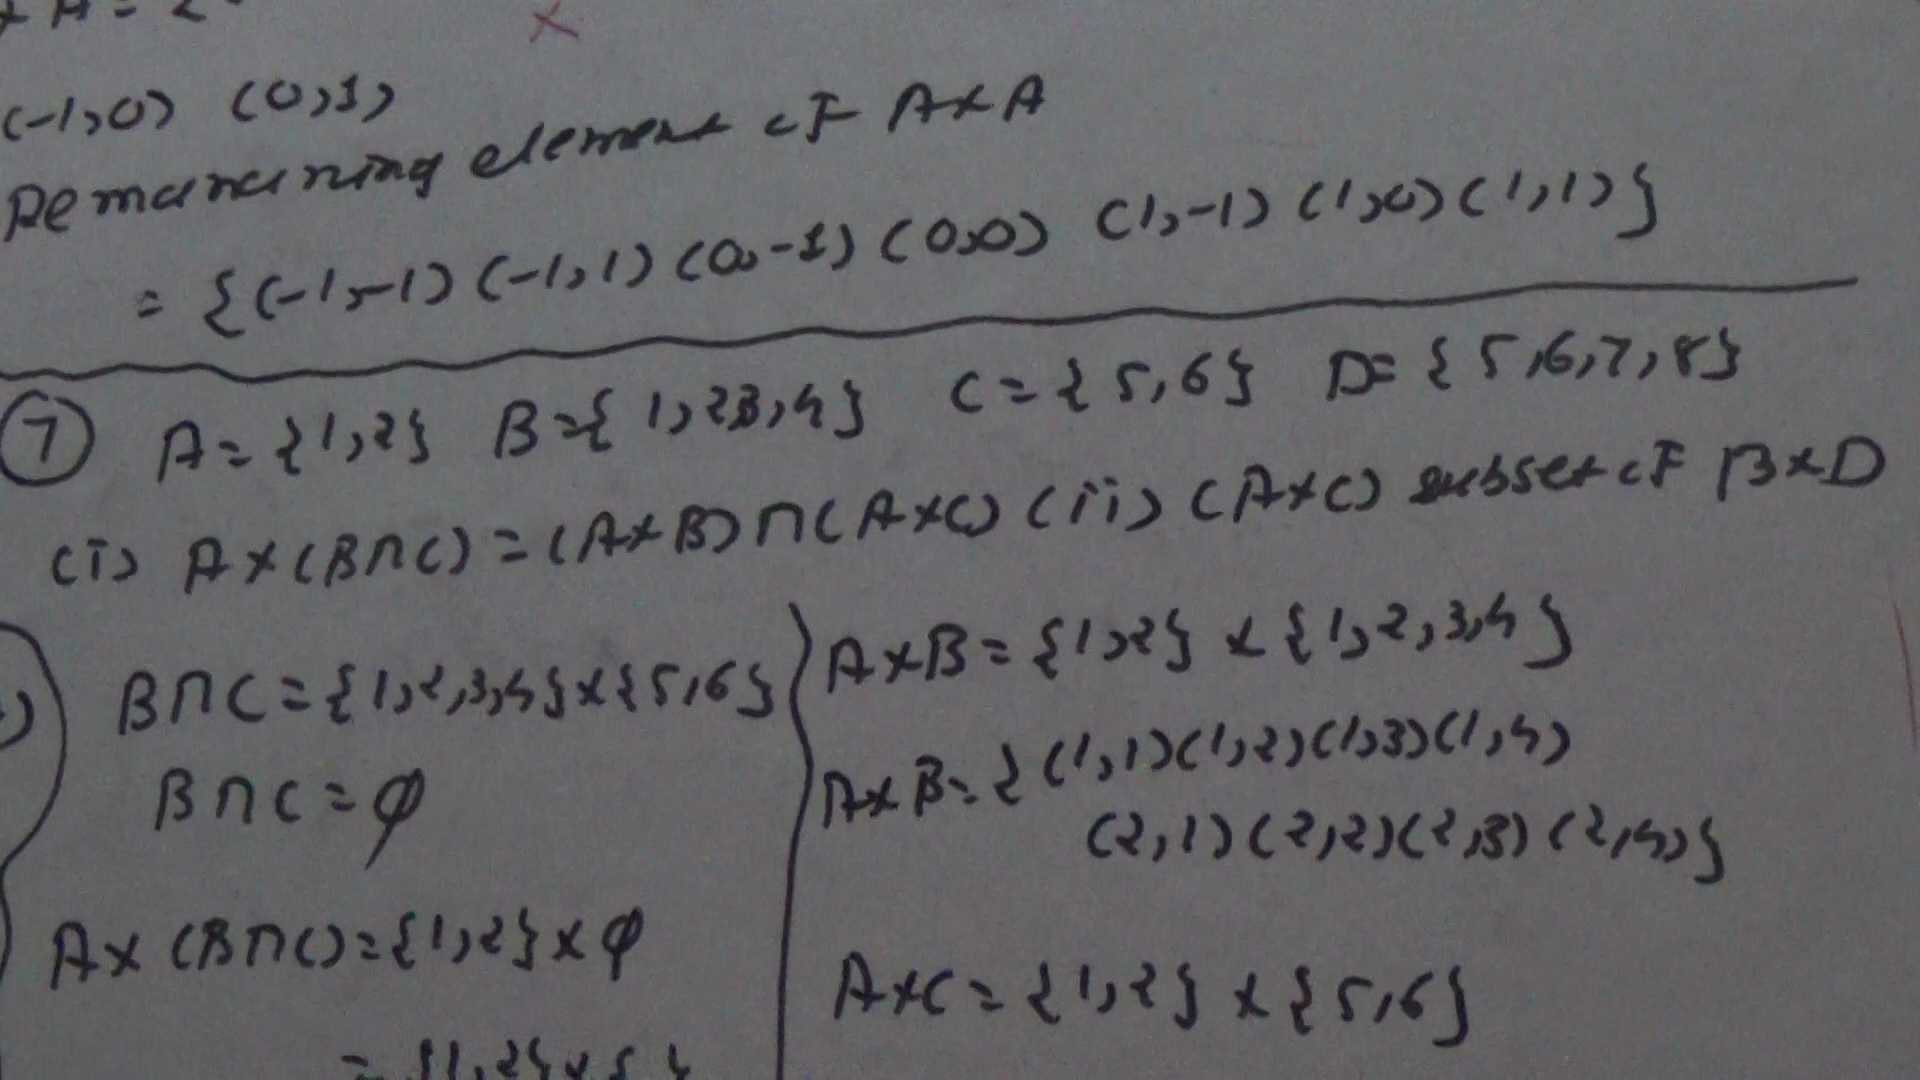 (-1,0) (0,1)
Remaining element of A×A
= {(-1,-1) (-1,1) (0,-1) (0,0) (1,-1) (1,0) (1,1)}
7 A = {1,2} B={ 1,23,4} C = { 5,6} D= { 5,6,7,8}
(i) A×(B∩C) = (A×B)∩(A×C) (ii) (A×C) subset of B×D
B∩C = {1,2,3,4}×{5,6}
B∩C = φ
A× (B∩C) = {1,2}×φ
= {1,2}×{ }
A×B = {1,2} × {1,2,3,4}
A×B = {(1,1)(1,2)(1,3)(1,4)
(2,1)(2,2)(2,3)(2,4)}
A×C = {1,2} × {5,6}